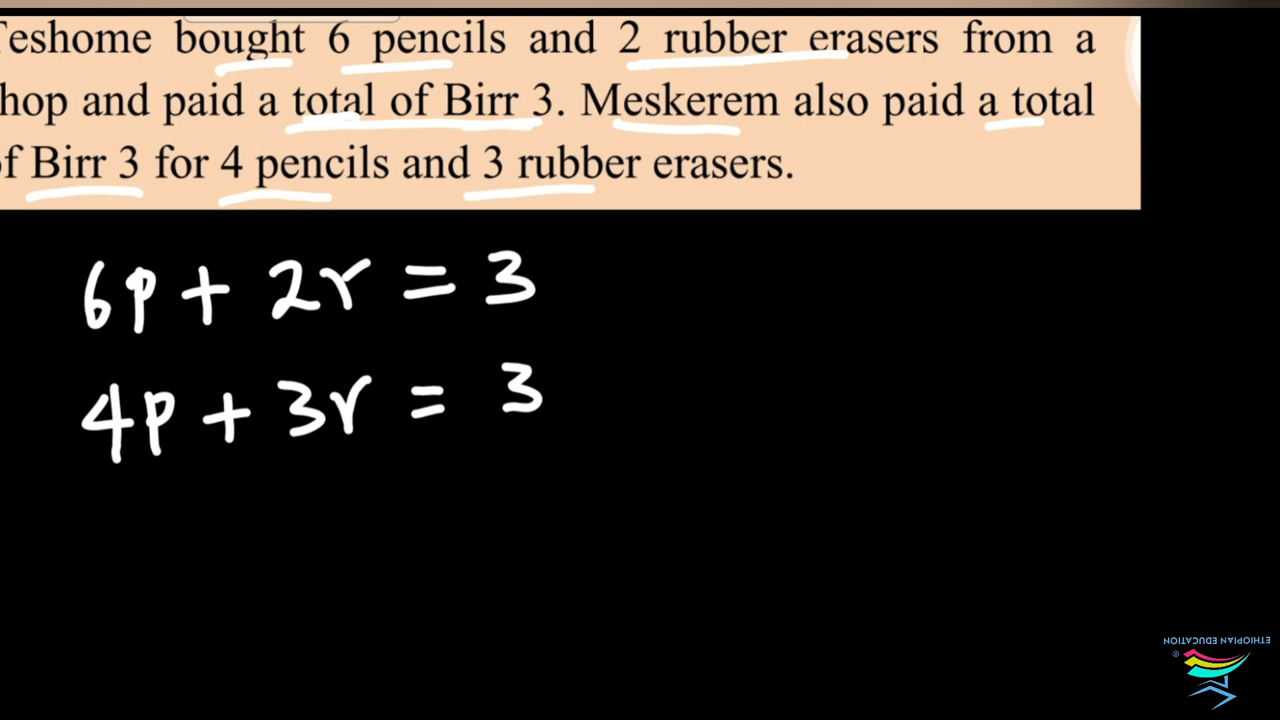 eshome bought 6 pencils and 2 rubber erasers from a
hop and paid a total of Birr 3. Meskerem also paid a total
of Birr 3 for 4 pencils and 3 rubber erasers.
6p + 2r = 3
4p + 3r = 3
ETHIOPIAN EDUCATION
®